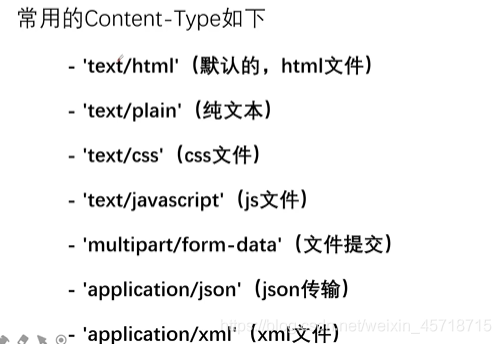 常用的Content-Type如下
- 'text/html'（默认的，html文件）
- 'text/plain'（纯文本）
- 'text/css'（css文件）
- 'text/javascript'（js文件）
- 'multipart/form-data'（文件提交）
- 'application/json'（json传输）
- 'application/xml'（xml文件）
weixin_45718715